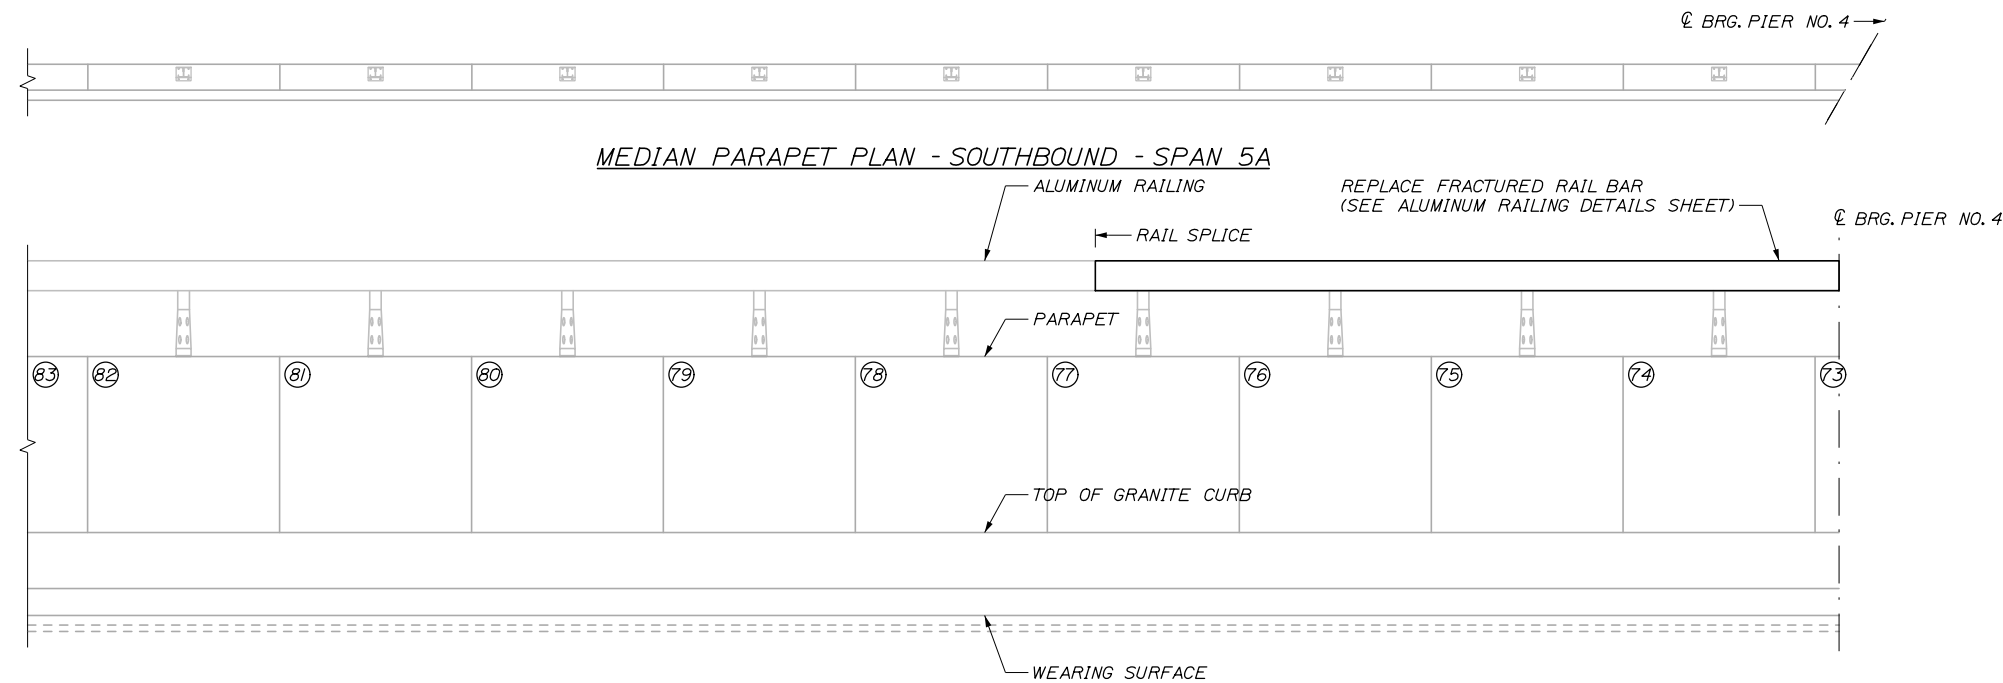 ℄ BRG. PIER NO. 4
MEDIAN PARAPET PLAN - SOUTHBOUND - SPAN 5A
ALUMINUM RAILING
REPLACE FRACTURED RAIL BAR
(SEE ALUMINUM RAILING DETAILS SHEET)
℄ BRG. PIER NO. 4
RAIL SPLICE
PARAPET
83 82 81 80 79 78 77 76 75 74 73
TOP OF GRANITE CURB
WEARING SURFACE